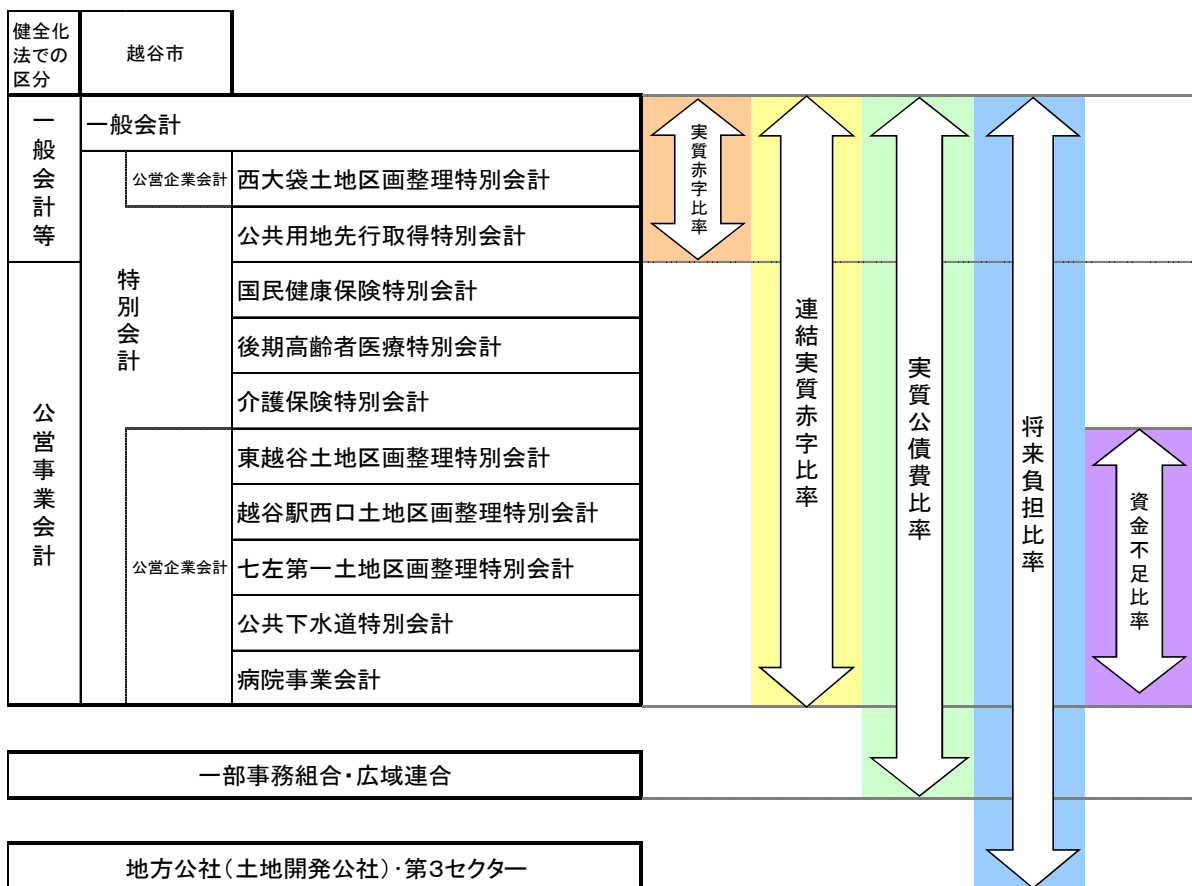 健全化
法での
区分
越谷市
一般会計等
一般会計
公営企業会計
西大袋土地区画整理特別会計
公共用地先行取得特別会計
特別会計
国民健康保険特別会計
後期高齢者医療特別会計
介護保険特別会計
公営事業会計
公営企業会計
東越谷土地区画整理特別会計
越谷駅西口土地区画整理特別会計
七左第一土地区画整理特別会計
公共下水道特別会計
病院事業会計
実質赤字比率
連結実質赤字比率
実質公債費比率
将来負担比率
資金不足比率
一部事務組合・広域連合
地方公社(土地開発公社)・第3セクター